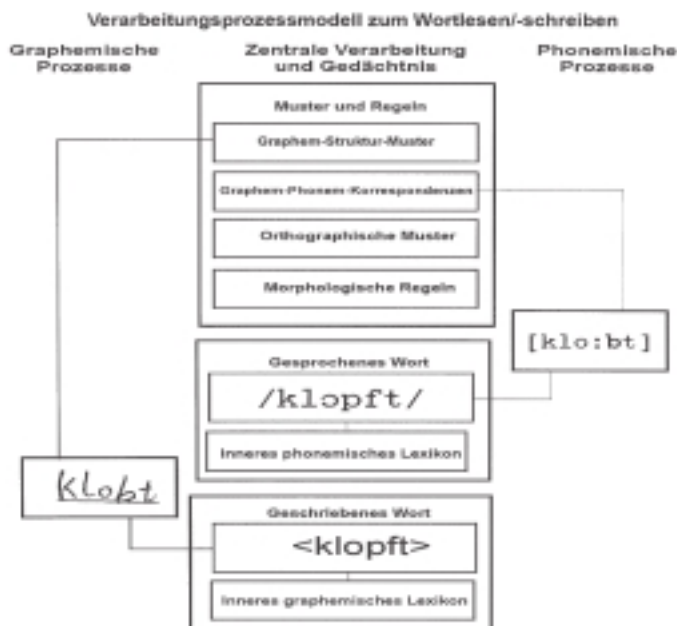 Verarbeitungsprozessmodell zum Wortlesen/-schreiben
Graphemische Prozesse
Zentrale Verarbeitung und Gedächtnis
Phonemische Prozesse
Muster und Regeln
Graphem-Struktur-Muster
Graphem-Phonem-Korrespondenzen
Orthographische Muster
Morphologische Regeln
[klo:bt]
Gesprochenes Wort
/klɔpft/
Inneres phonemisches Lexikon
klobt
Geschriebenes Wort
<klopft>
Inneres graphemisches Lexikon